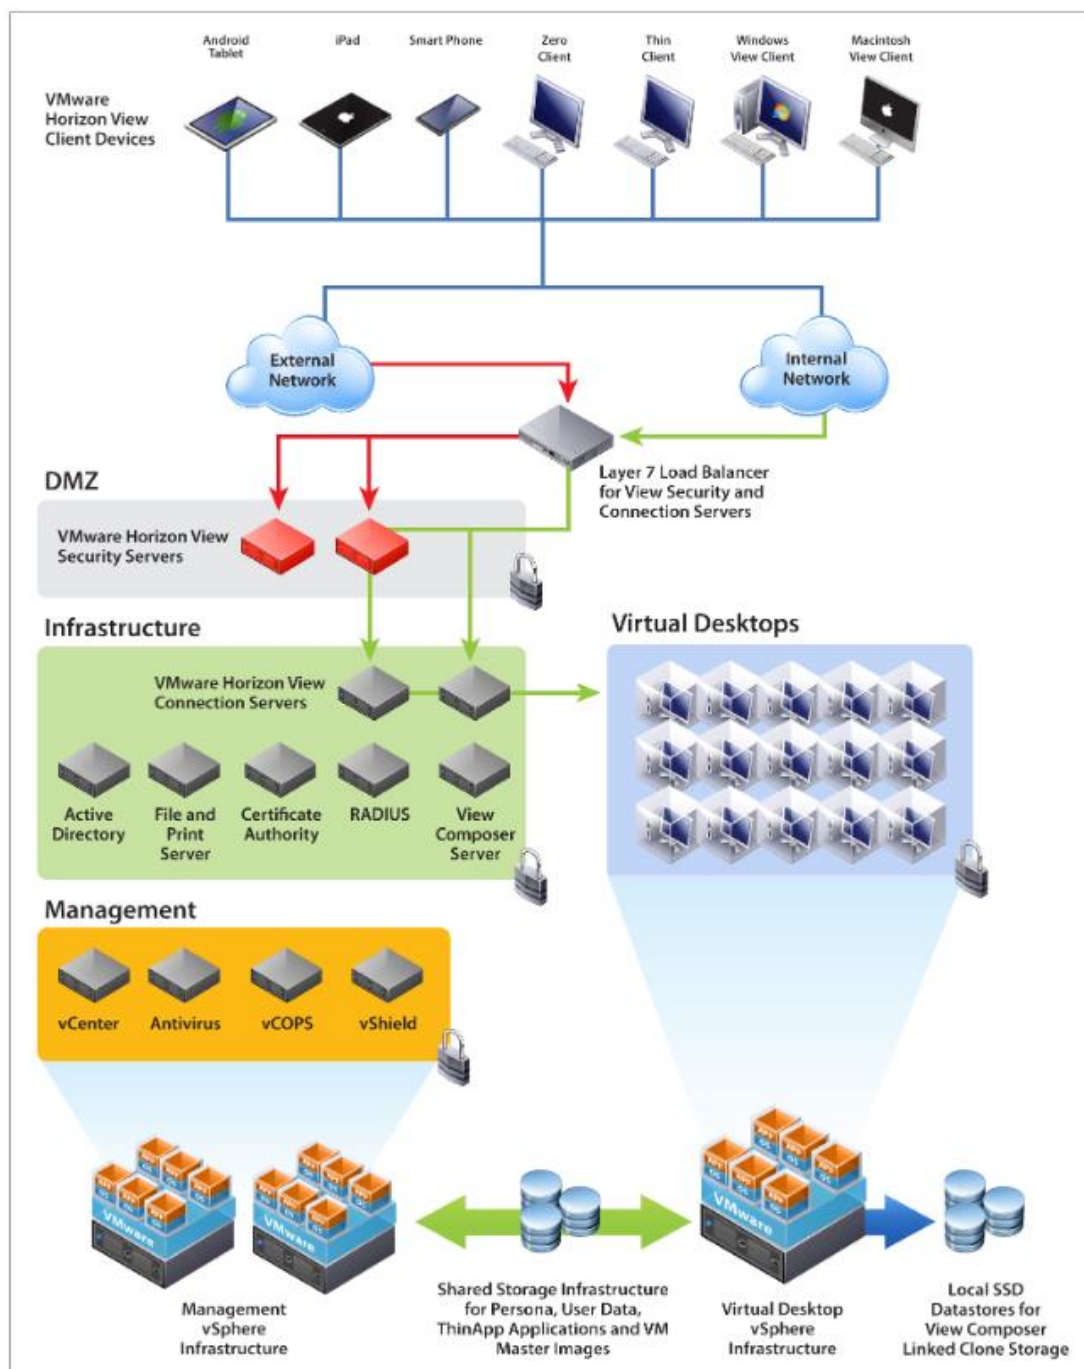 Android
Tablet
iPad
Smart Phone
Zero
Client
Thin
Client
Windows
View Client
Macintosh
View Client
VMware
Horizon View
Client Devices
External
Network
Internal
Network
Layer 7 Load Balancer
for View Security and
Connection Servers
DMZ
VMware Horizon View
Security Servers
Infrastructure
VMware Horizon View
Connection Servers
Active
Directory
File and
Print
Server
Certificate
Authority
RADIUS
View
Composer
Server
Virtual Desktops
Management
vCenter
Antivirus
vCOPS
vShield
VMware
VMware
VMware
Management
vSphere
Infrastructure
Shared Storage Infrastructure
for Persona, User Data,
ThinApp Applications and VM
Master Images
Virtual Desktop
vSphere
Infrastructure
Local SSD
Datastores for
View Composer
Linked Clone Storage